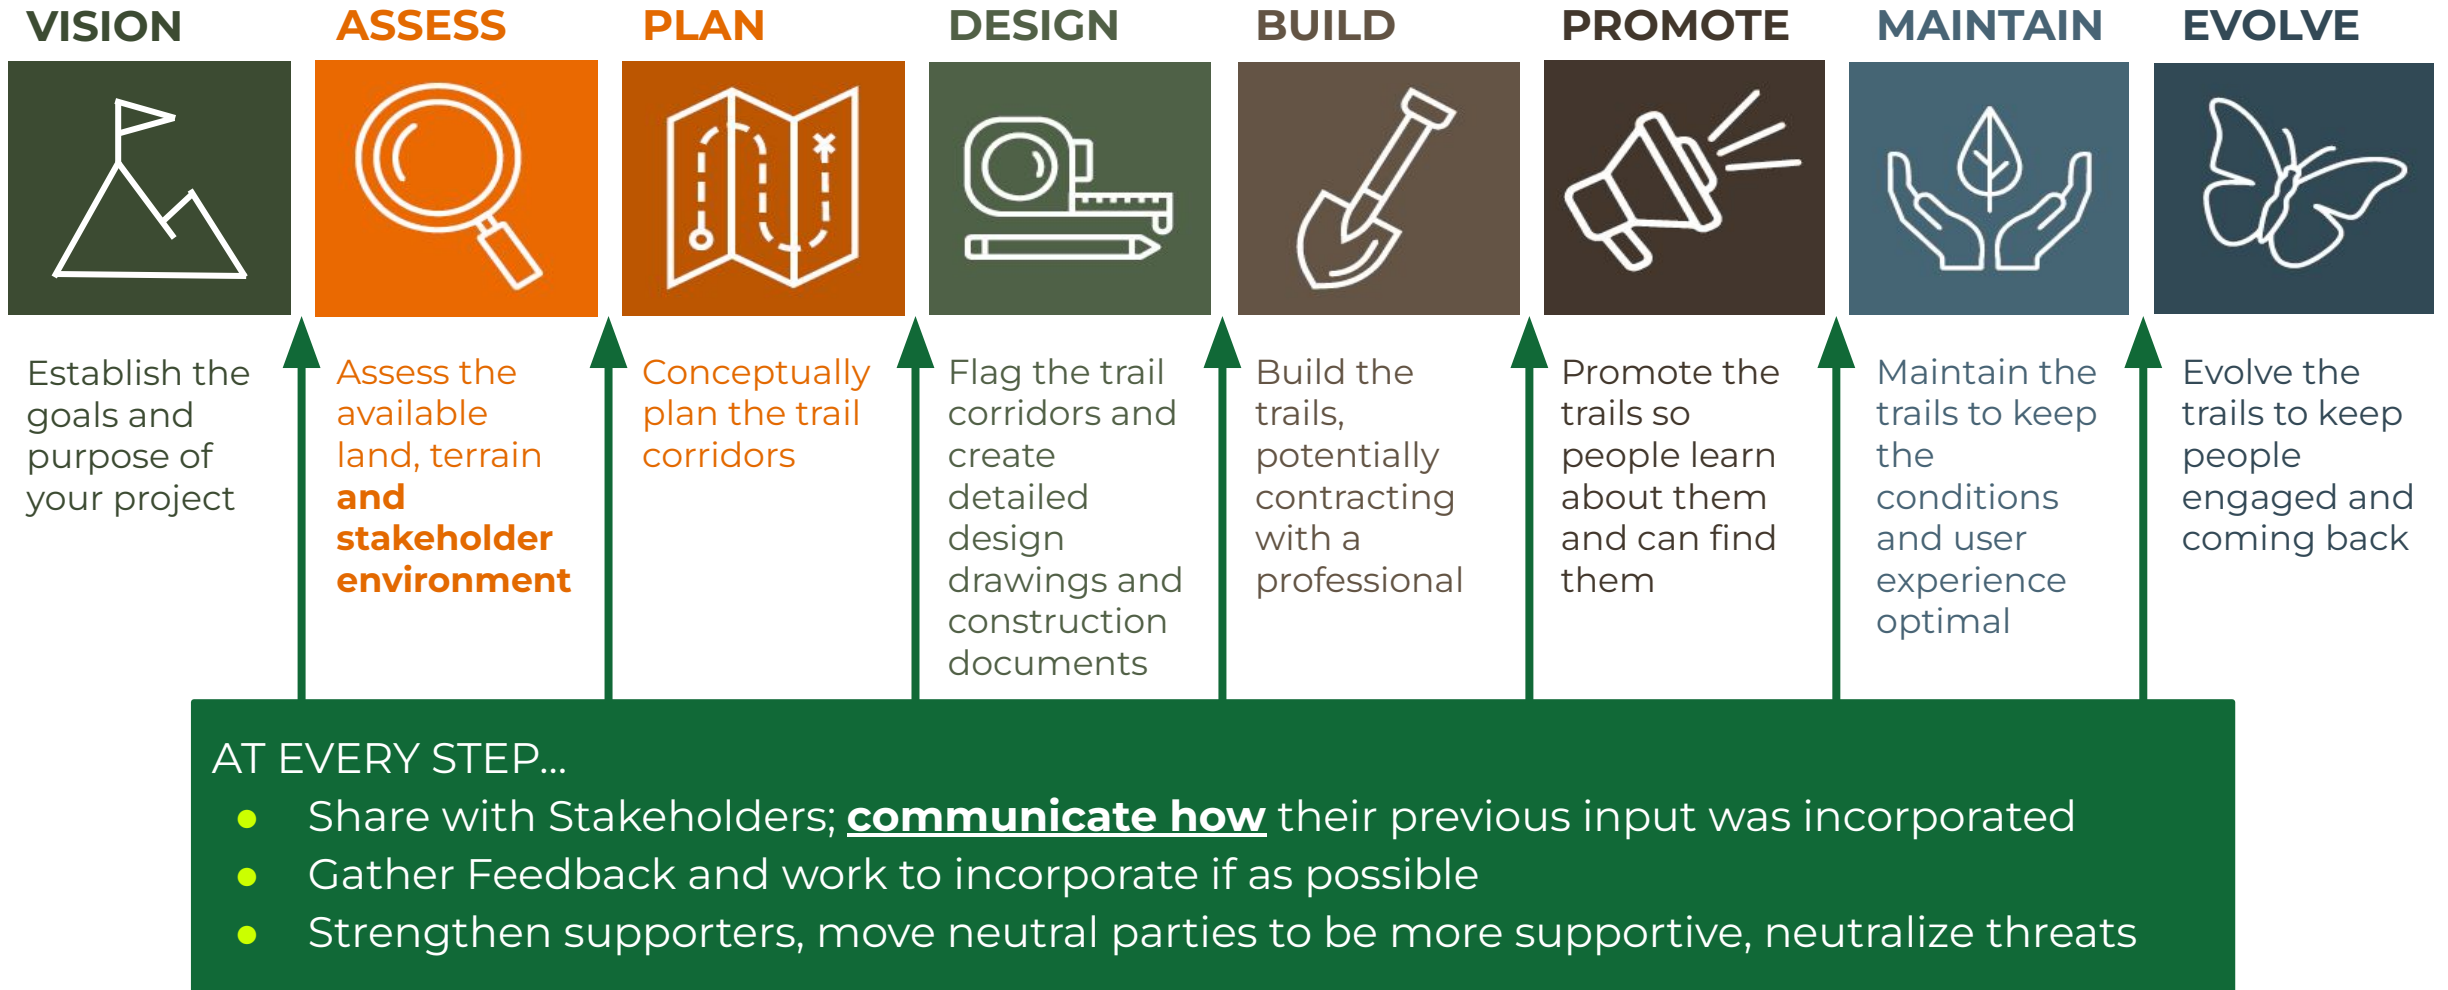 VISION
Establish the
goals and
purpose of
your project
ASSESS
Assess the
available
land, terrain
and
stakeholder
environment
PLAN
Conceptually
plan the trail
corridors
DESIGN
Flag the trail
corridors and
create
detailed
design
drawings and
construction
documents
BUILD
Build the
trails,
potentially
contracting
with a
professional
PROMOTE
Promote the
trails so
people learn
about them
and can find
them
MAINTAIN
Maintain the
trails to keep
the
conditions
and user
experience
optimal
EVOLVE
Evolve the
trails to keep
people
engaged and
coming back
AT EVERY STEP...
● Share with Stakeholders; communicate how their previous input was incorporated
● Gather Feedback and work to incorporate if as possible
● Strengthen supporters, move neutral parties to be more supportive, neutralize threats